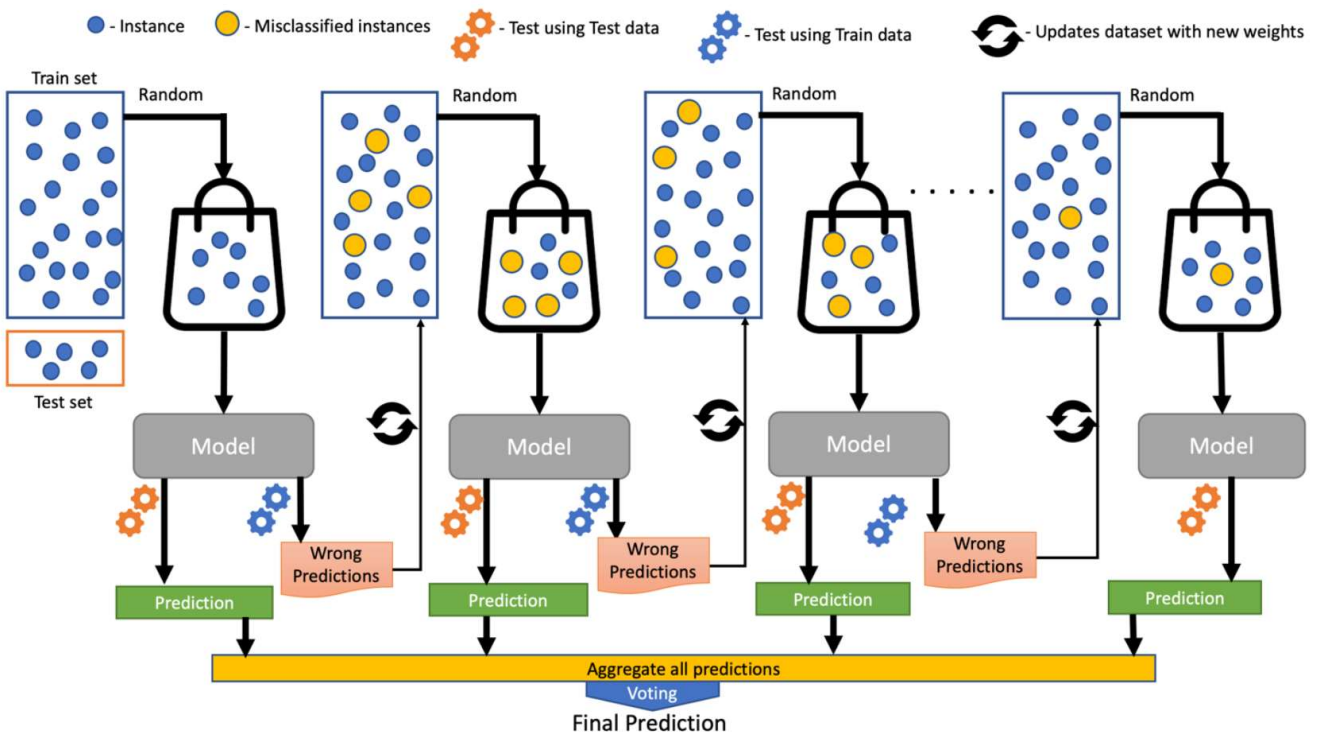 - Instance
- Misclassified instances
- Test using Test data
- Test using Train data
- Updates dataset with new weights
Train set
Random
Random
Random
Random
. . . . . .
Test set
Model
Model
Model
Model
Wrong
Predictions
Wrong
Predictions
Wrong
Predictions
Prediction
Prediction
Prediction
Prediction
Aggregate all predictions
Voting
Final Prediction